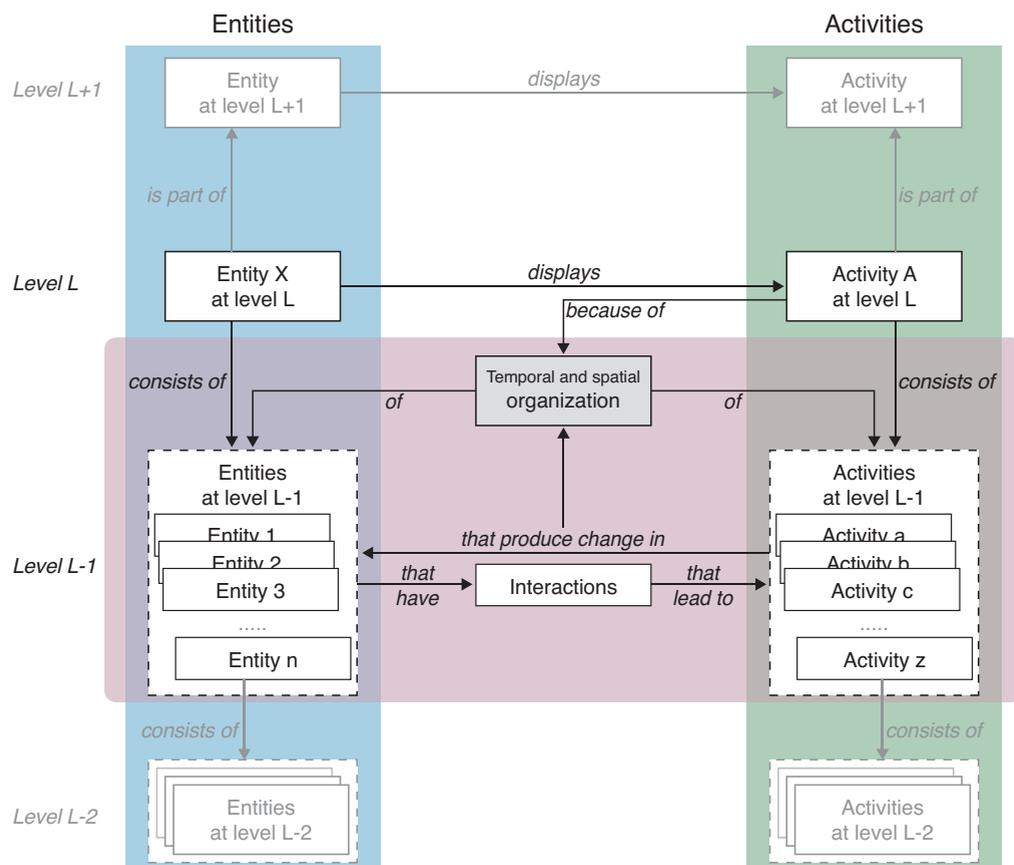 Entities
Activities
Level L+1
Entity
at level L+1
displays
Activity
at level L+1
is part of
is part of
Level L
Entity X
at level L
displays
Activity A
at level L
because of
consists of
Temporal and spatial
organization
consists of
of
of
Entities
at level L-1
Activities
at level L-1
Entity 1
Activity a
that produce change in
Entity 2
Activity b
Level L-1
that
have
Interactions
that
lead to
Entity 3
Activity c
.....
.....
Entity n
Activity z
consists of
consists of
Level L-2
Entities
at level L-2
Activities
at level L-2